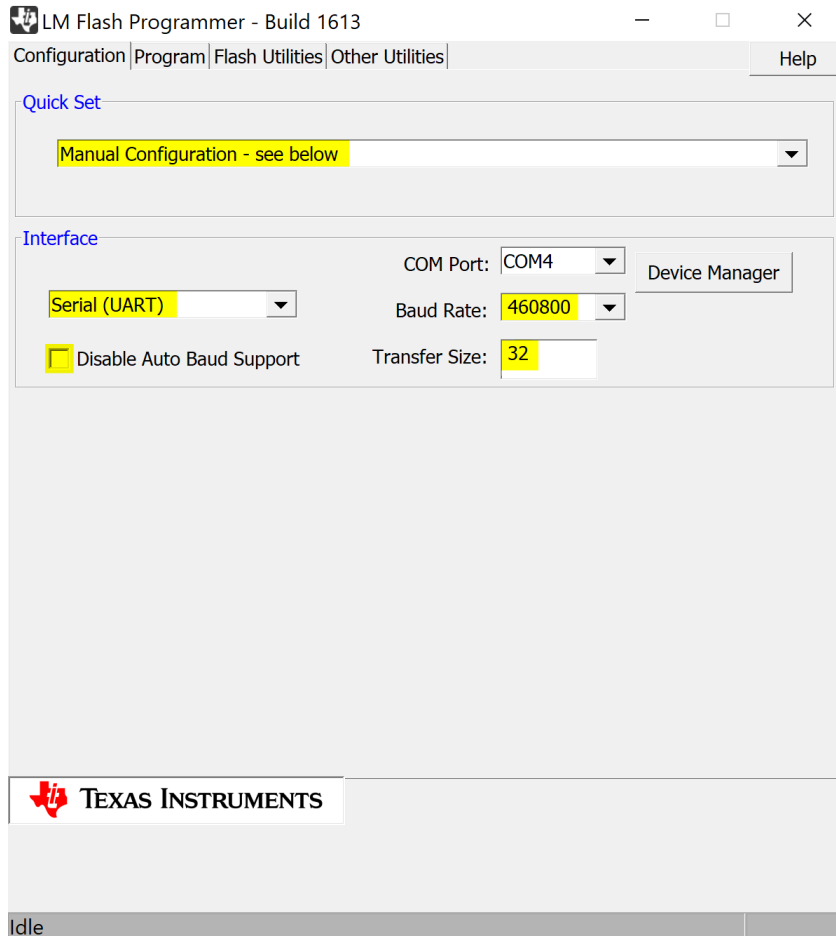 LM Flash Programmer - Build 1613
Configuration Program Flash Utilities Other Utilities Help
Quick Set
Manual Configuration - see below
Interface
COM Port: COM4 Device Manager
Serial (UART) Baud Rate: 460800
Disable Auto Baud Support Transfer Size: 32
TEXAS INSTRUMENTS
Idle